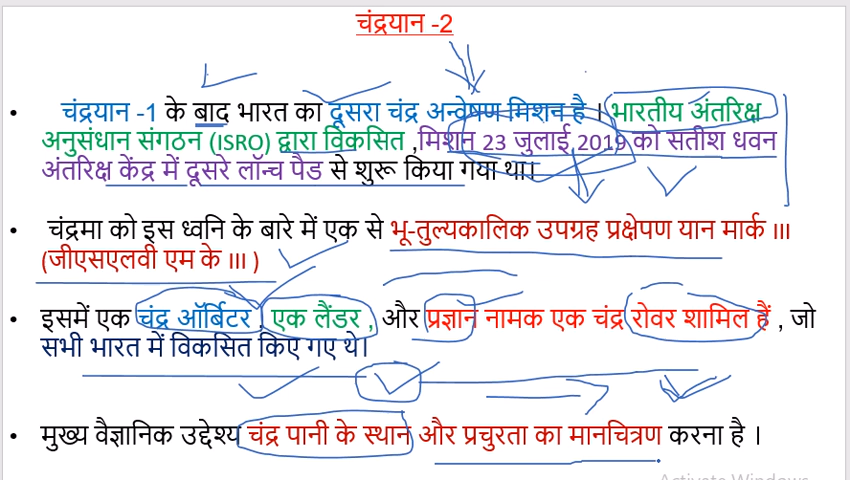 चंद्रयान -2
• चंद्रयान -1 के बाद भारत का दूसरा चंद्र अन्वेषण मिशन है । भारतीय अंतरिक्ष
अनुसंधान संगठन (ISRO) द्वारा विकसित ,मिशन 23 जुलाई 2019 को सतीश धवन
अंतरिक्ष केंद्र में दूसरे लॉन्च पैड से शुरू किया गया था।
• चंद्रमा को इस ध्वनि के बारे में एक से भू-तुल्यकालिक उपग्रह प्रक्षेपण यान मार्क III
(जीएसएलवी एम के III )
• इसमें एक चंद्र ऑर्बिटर , एक लैंडर , और प्रज्ञान नामक एक चंद्र रोवर शामिल हैं , जो
सभी भारत में विकसित किए गए थे।
• मुख्य वैज्ञानिक उद्देश्य चंद्र पानी के स्थान और प्रचुरता का मानचित्रण करना है ।
Activate Windows